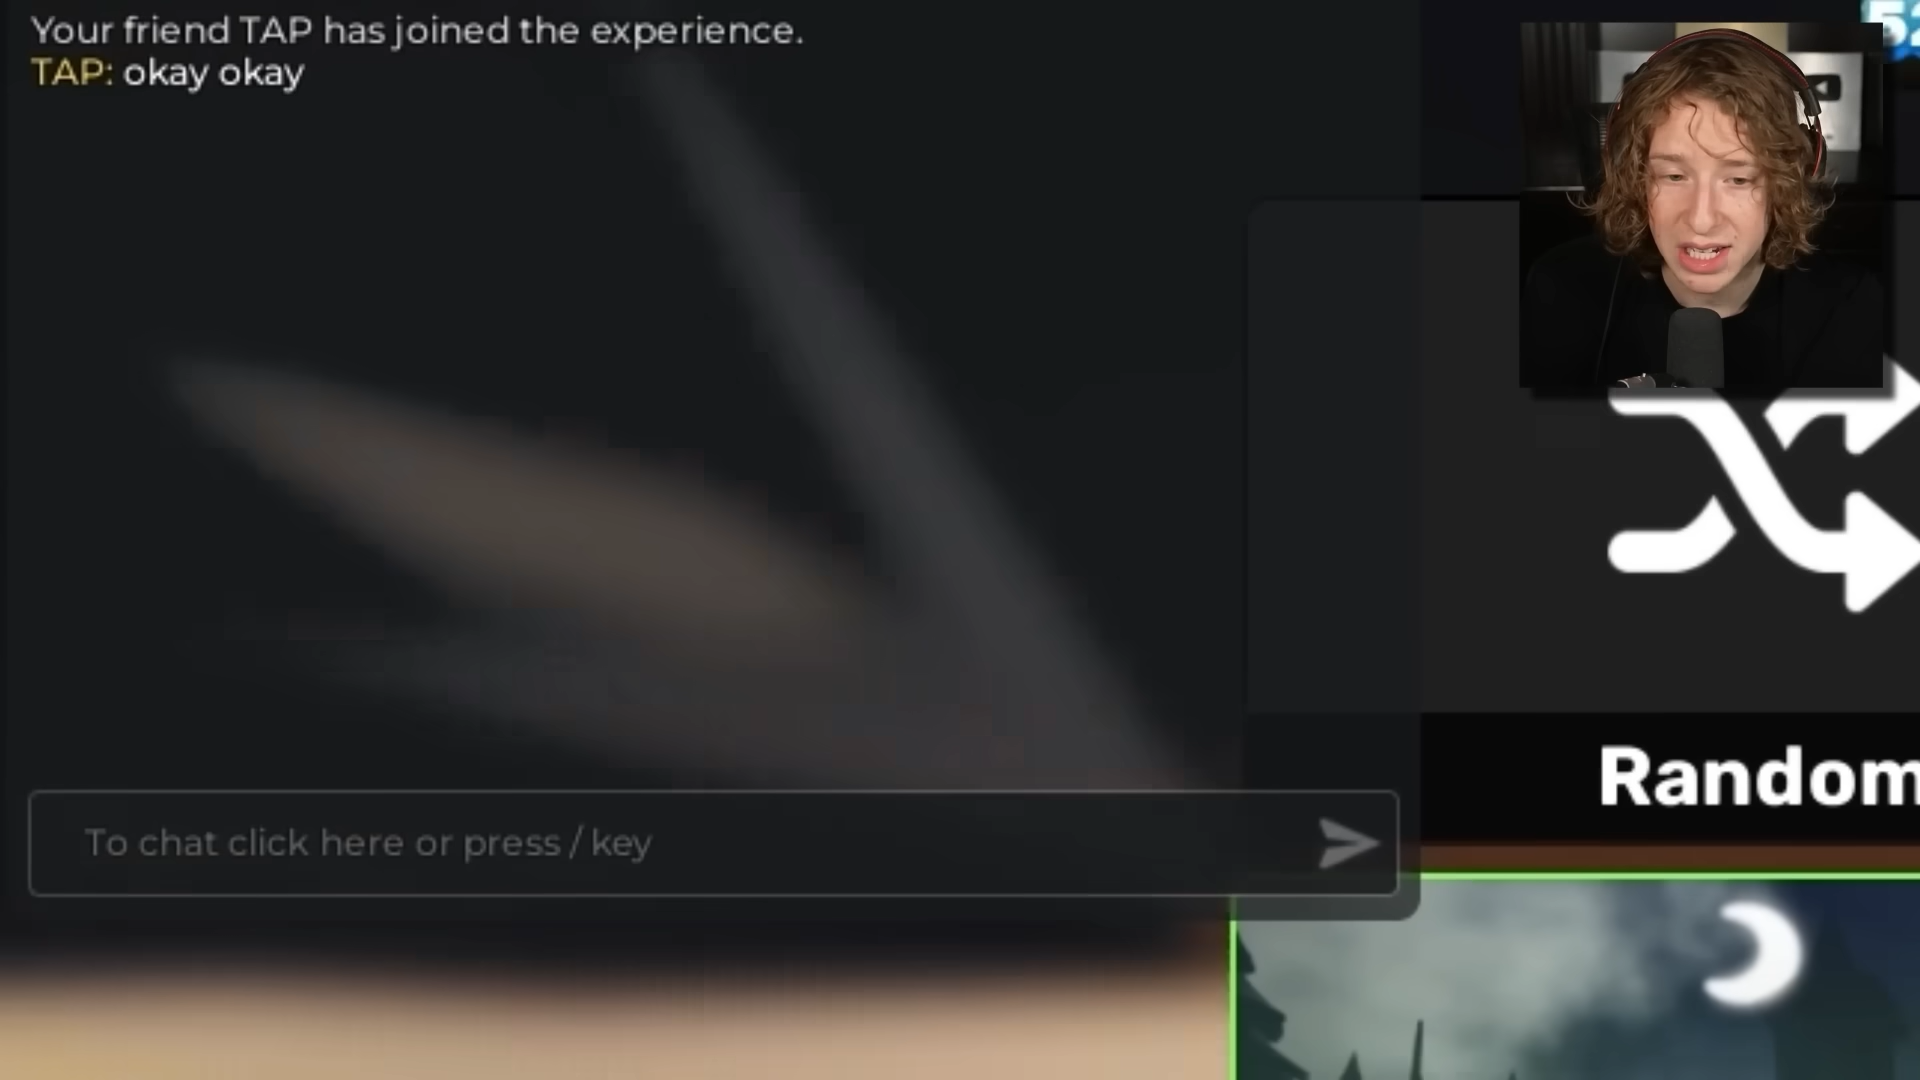 Your friend TAP has joined the experience.
TAP: okay okay
To chat click here or press / key
Random